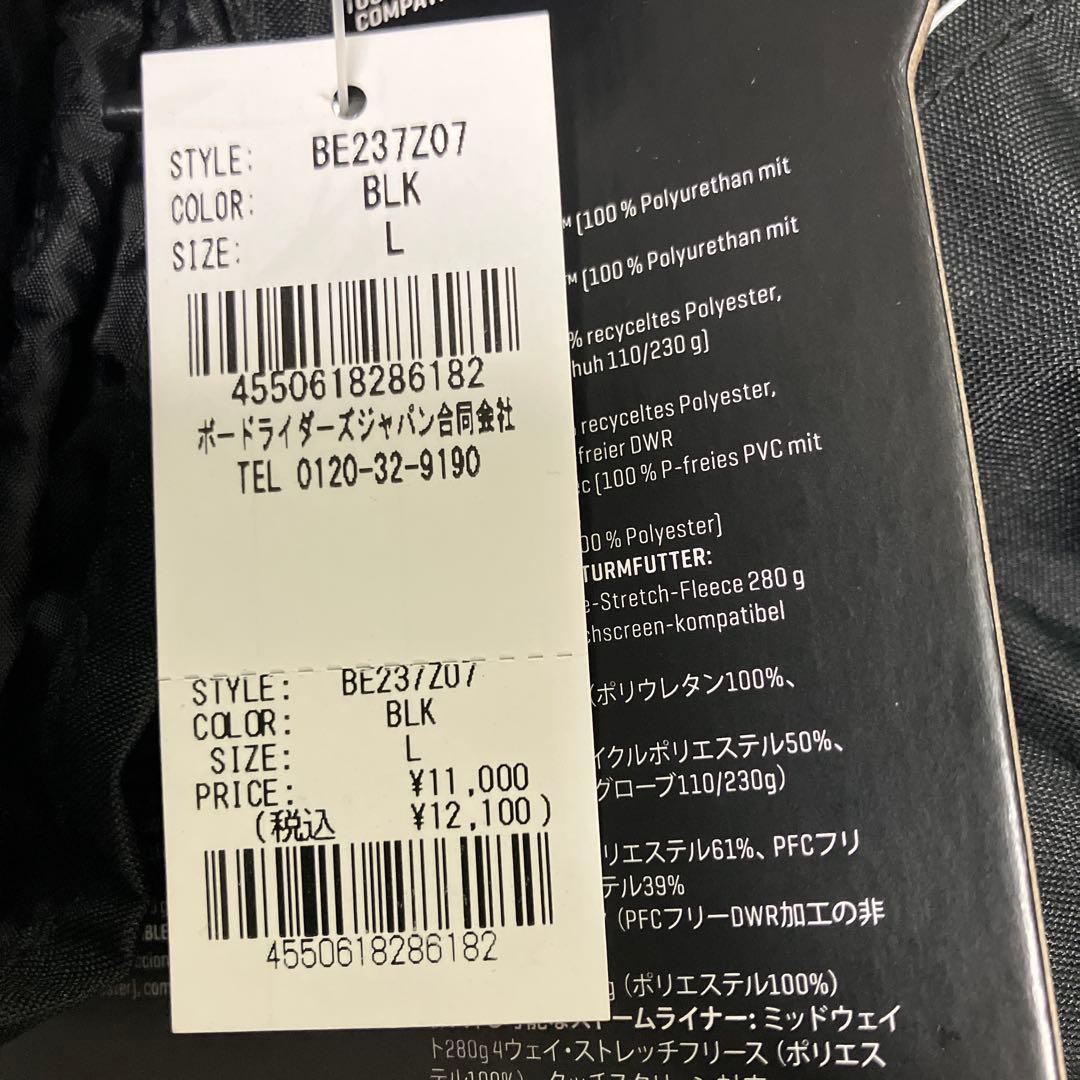 COMPAT
STYLE: BE237Z07
COLOR: BLK
SIZE: L
4550618286182
ボードライダーズジャパン合同会社
TEL 0120-32-9190
STYLE: BE237Z07
COLOR: BLK
SIZE: L
PRICE: ¥11,000
(税込 ¥12,100)
4550618286182
™ (100 % Polyurethan mit
™ (100 % Polyurethan mit
% recyceltes Polyester,
huh 110/230 g)
recyceltes Polyester,
freier DWR
c (100 % P-freies PVC mit
00 % Polyester)
TURMFUTTER:
e-Stretch-Fleece 280 g
chscreen-kompatibel
(ポリウレタン100%、
イクルポリエステル50%、
グローブ110/230g)
リエステル61%、PFCフリ
テル39%
(PFCフリーDWR加工の非
g (ポリエステル100%)
ストームライナー: ミッドウェイ
ト280g 4ウェイ・ストレッチフリース (ポリエス